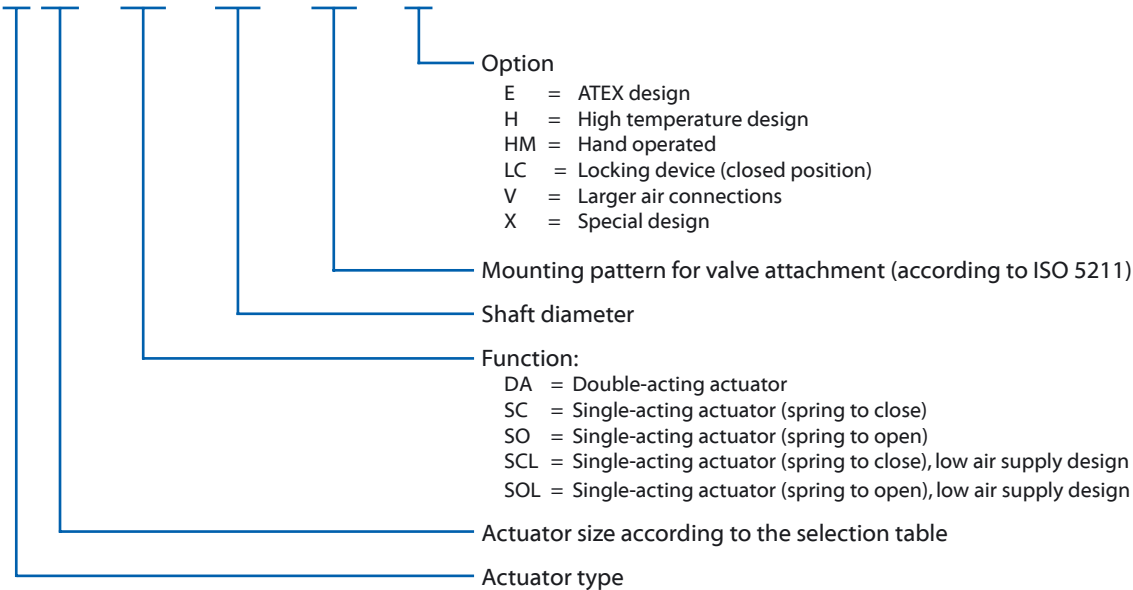 Option
E = ATEX design
H = High temperature design
HM = Hand operated
LC = Locking device (closed position)
V = Larger air connections
X = Special design
Mounting pattern for valve attachment (according to ISO 5211)
Shaft diameter
Function:
DA = Double-acting actuator
SC = Single-acting actuator (spring to close)
SO = Single-acting actuator (spring to open)
SCL = Single-acting actuator (spring to close), low air supply design
SOL = Single-acting actuator (spring to open), low air supply design
Actuator size according to the selection table
Actuator type